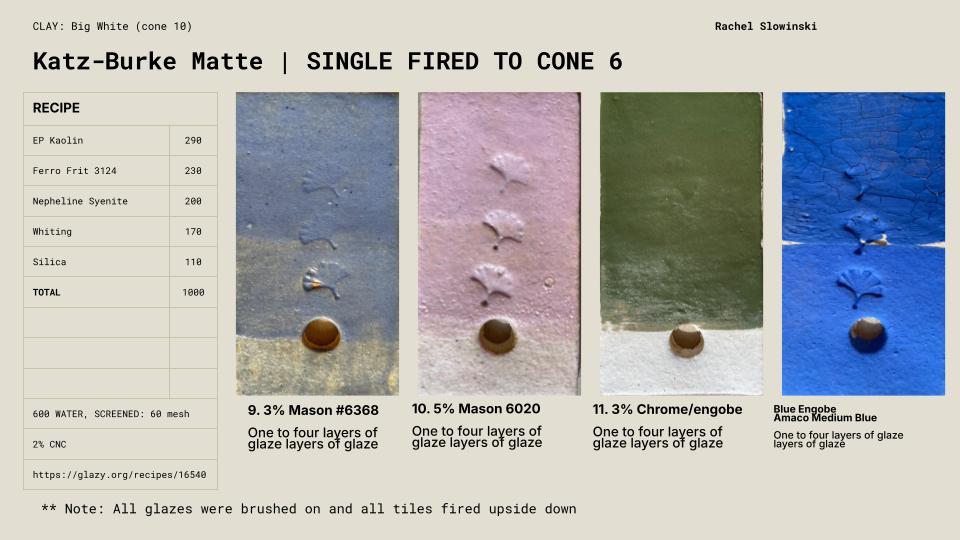 CLAY: Big White (cone 10)
Rachel Slowinski
Katz-Burke Matte | SINGLE FIRED TO CONE 6
RECIPE
EP Kaolin 290
Ferro Frit 3124 230
Nepheline Syenite 200
Whiting 170
Silica 110
TOTAL 1000
600 WATER, SCREENED: 60 mesh
2% CNC
https://glazy.org/recipes/16540
9. 3% Mason #6368
One to four layers of
glaze layers of glaze
10. 5% Mason 6020
One to four layers of
glaze layers of glaze
11. 3% Chrome/engobe
One to four layers of
glaze layers of glaze
Blue Engobe
Amaco Medium Blue
One to four layers of glaze
layers of glaze
** Note: All glazes were brushed on and all tiles fired upside down